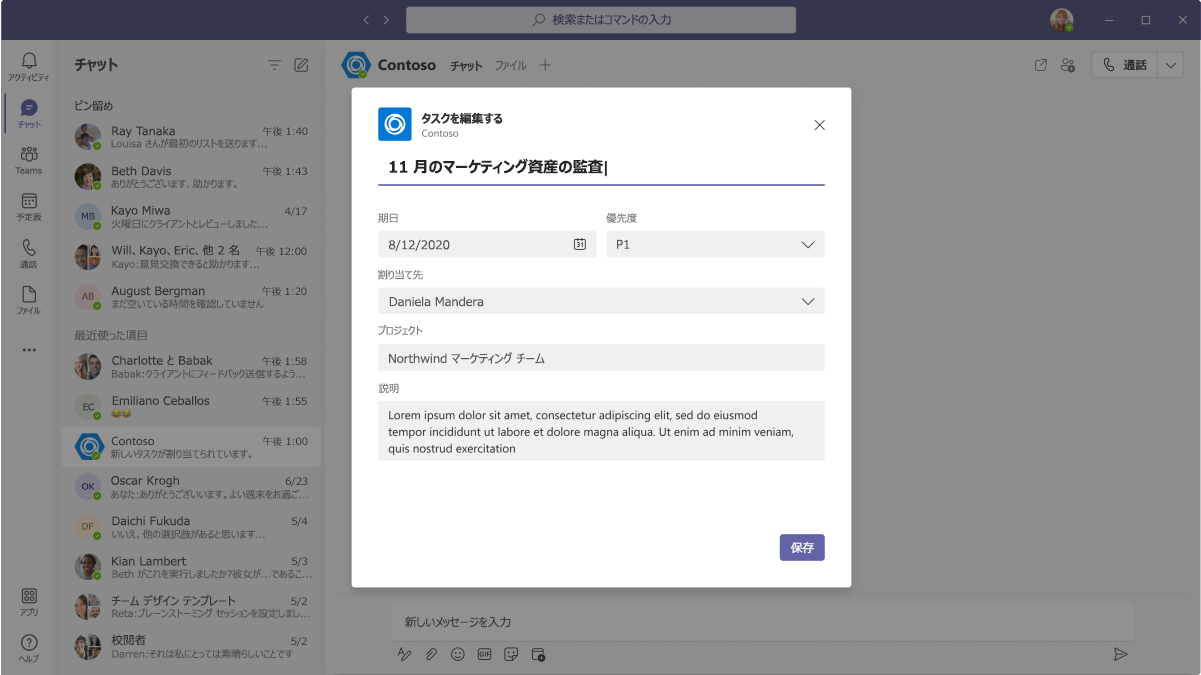 検索またはコマンドの入力
アクティビティ
チャット
Teams
予定表
通話
ファイル
アプリ
ヘルプ
チャット
ピン留め
Ray Tanaka 午後 1:40
Louisa さんが最初のリストを送ります...
Beth Davis 午後 1:43
ありがとうございます、助かります。
MB
Kayo Miwa 4/17
火曜日にクライアントとレビューしました...
Will、Kayo、Eric、他 2 名 午後 12:00
Kayo:意見交換できると助かります...
AB
August Bergman 午後 1:20
まだ空いている時間を確認していません
最近使った項目
Charlotte と Babak 午後 1:58
Babak:クライアントにフィードバック送信するよう...
EC
Emiliano Ceballos 午後 1:55
Contoso 午後 1:00
新しいタスクが割り当てられています。
OK
Oscar Krogh 6/23
あなた:ありがとうございいます。よい週末をお過ご...
DF
Daichi Fukuda 5/4
いいえ、他の選択肢があると思います...
Kian Lambert 5/3
Beth がこれを実行しましたか?彼女が...であるこ...
チーム デザイン テンプレート 5/2
Reta:ブレーンストーミング セッションを設定しまし...
校閲者 5/2
Darren:それは私にとっては素晴らしいことです
Contoso チャット ファイル
通話
タスクを編集する
Contoso
11 月のマーケティング資産の監査
期日 優先度
8/12/2020 31 P1
割り当て先
Daniela Mandera
プロジェクト
Northwind マーケティング チーム
説明
Lorem ipsum dolor sit amet, consectetur adipiscing elit, sed do eiusmod
tempor incididunt ut labore et dolore magna aliqua. Ut enim ad minim veniam,
quis nostrud exercitation
保存
新しいメッセージを入力
GIF